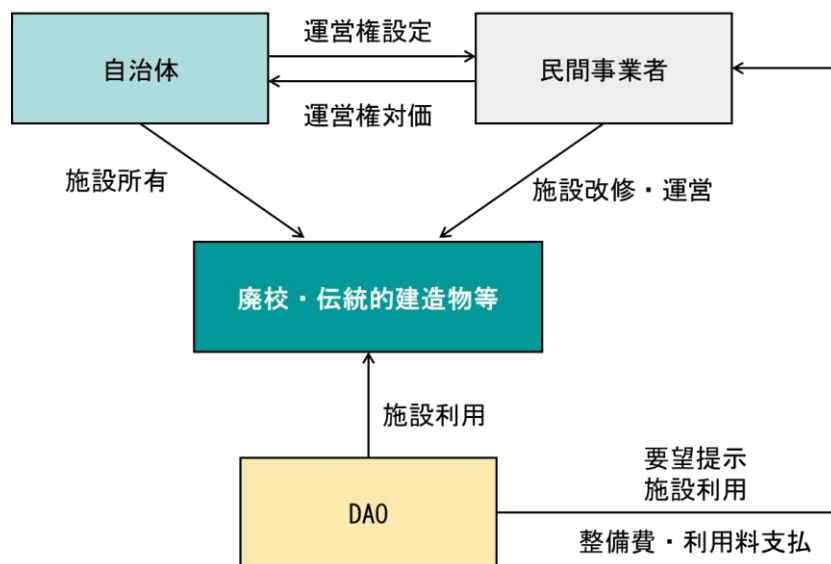 運営権設定
自治体
民間事業者
運営権対価
施設所有
施設改修・運営
廃校・伝統的建造物等
施設利用
要望提示
施設利用
DAO
整備費・利用料支払